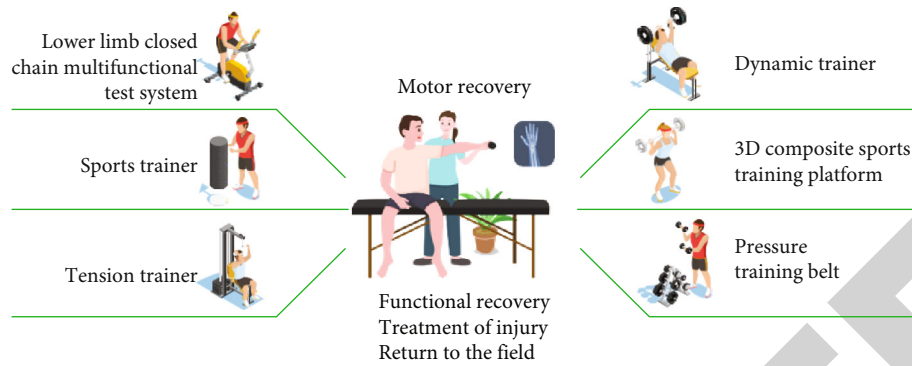 Lower limb closed
chain multifunctional
test system
Sports trainer
Tension trainer
Motor recovery
Functional recovery
Treatment of injury
Return to the field
Dynamic trainer
3D composite sports
training platform
Pressure
training belt